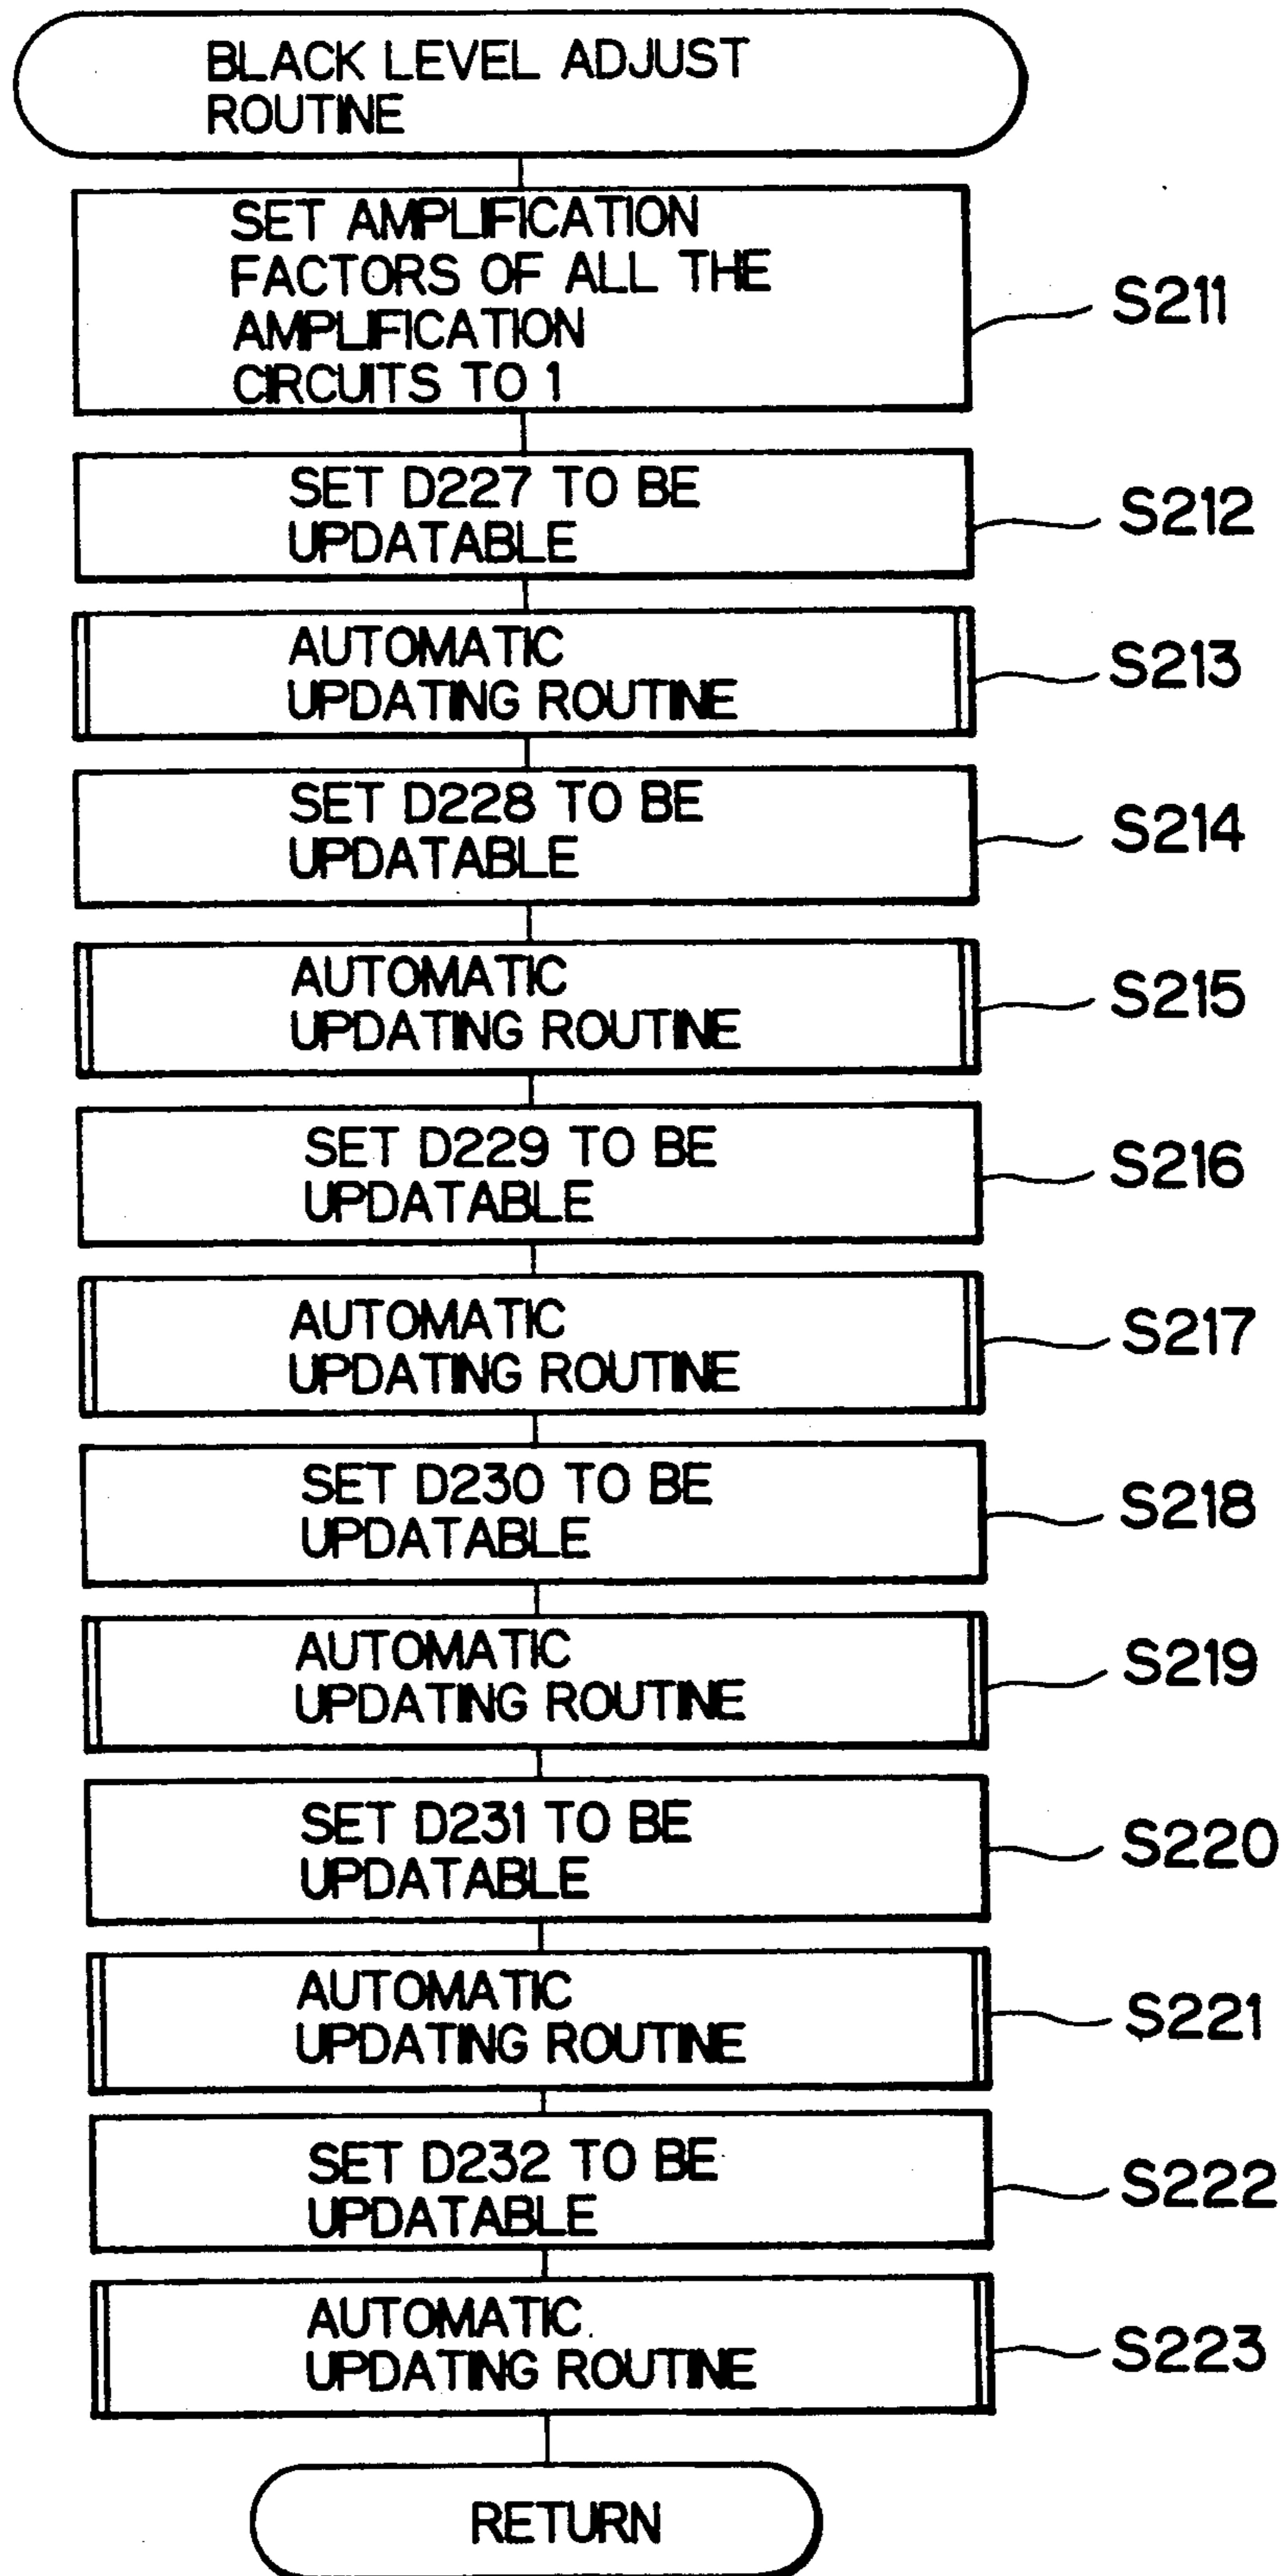 BLACK LEVEL ADJUST
ROUTINE
SET AMPLIFICATION
FACTORS OF ALL THE
AMPLIFICATION
CIRCUITS TO 1
S211
SET D227 TO BE
UPDATABLE
S212
AUTOMATIC
UPDATING ROUTINE
S213
SET D228 TO BE
UPDATABLE
S214
AUTOMATIC
UPDATING ROUTINE
S215
SET D229 TO BE
UPDATABLE
S216
AUTOMATIC
UPDATING ROUTINE
S217
SET D230 TO BE
UPDATABLE
S218
AUTOMATIC
UPDATING ROUTINE
S219
SET D231 TO BE
UPDATABLE
S220
AUTOMATIC
UPDATING ROUTINE
S221
SET D232 TO BE
UPDATABLE
S222
AUTOMATIC
UPDATING ROUTINE
S223
RETURN